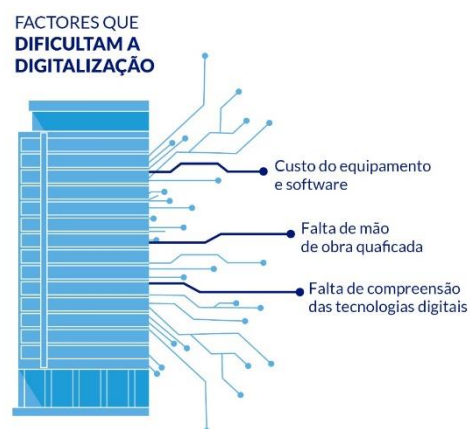 FACTORES QUE
DIFICULTAM A
DIGITALIZAÇÃO
Custo do equipamento
e software
Falta de mão
de obra quaficada
Falta de compreensão
das tecnologias digitais